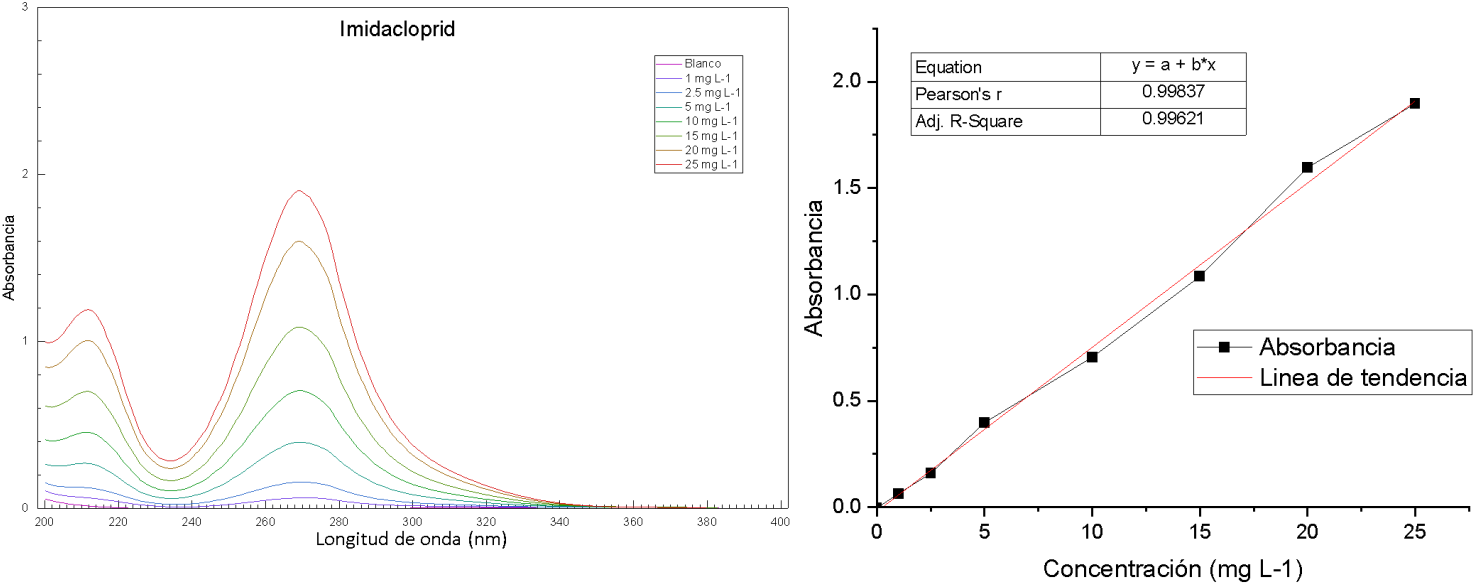 Imidacloprid
Blanco
1 mg L-1
2.5 mg L-1
5 mg L-1
10 mg L-1
15 mg L-1
20 mg L-1
25 mg L-1
3
2
1
0
Absorbancia
200 220 240 260 280 300 320 340 360 380 400
Longitud de onda (nm)
Equation y = a + b*x
Pearson's r 0.99837
Adj. R-Square 0.99621
2.0
1.5
1.0
0.5
0.0
Absorbancia
Absorbancia
Linea de tendencia
0 5 10 15 20 25
Concentración (mg L-1)